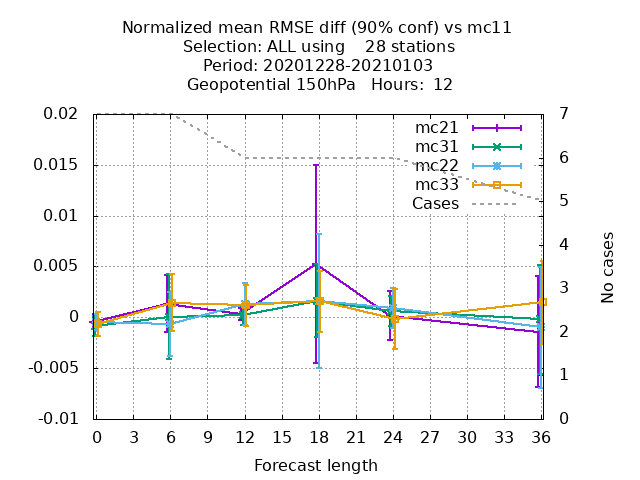 Normalized mean RMSE diff (90% conf) vs mc11
Selection: ALL using    28 stations
Period: 20201228-20210103
Geopotential 150hPa   Hours:  12
0.02
0.015
0.01
0.005
0
-0.005
-0.01
7
6
5
4
3
2
1
0
mc21
mc31
mc22
mc33
Cases
No cases
0 3 6 9 12 15 18 21 24 27 30 33 36
Forecast length